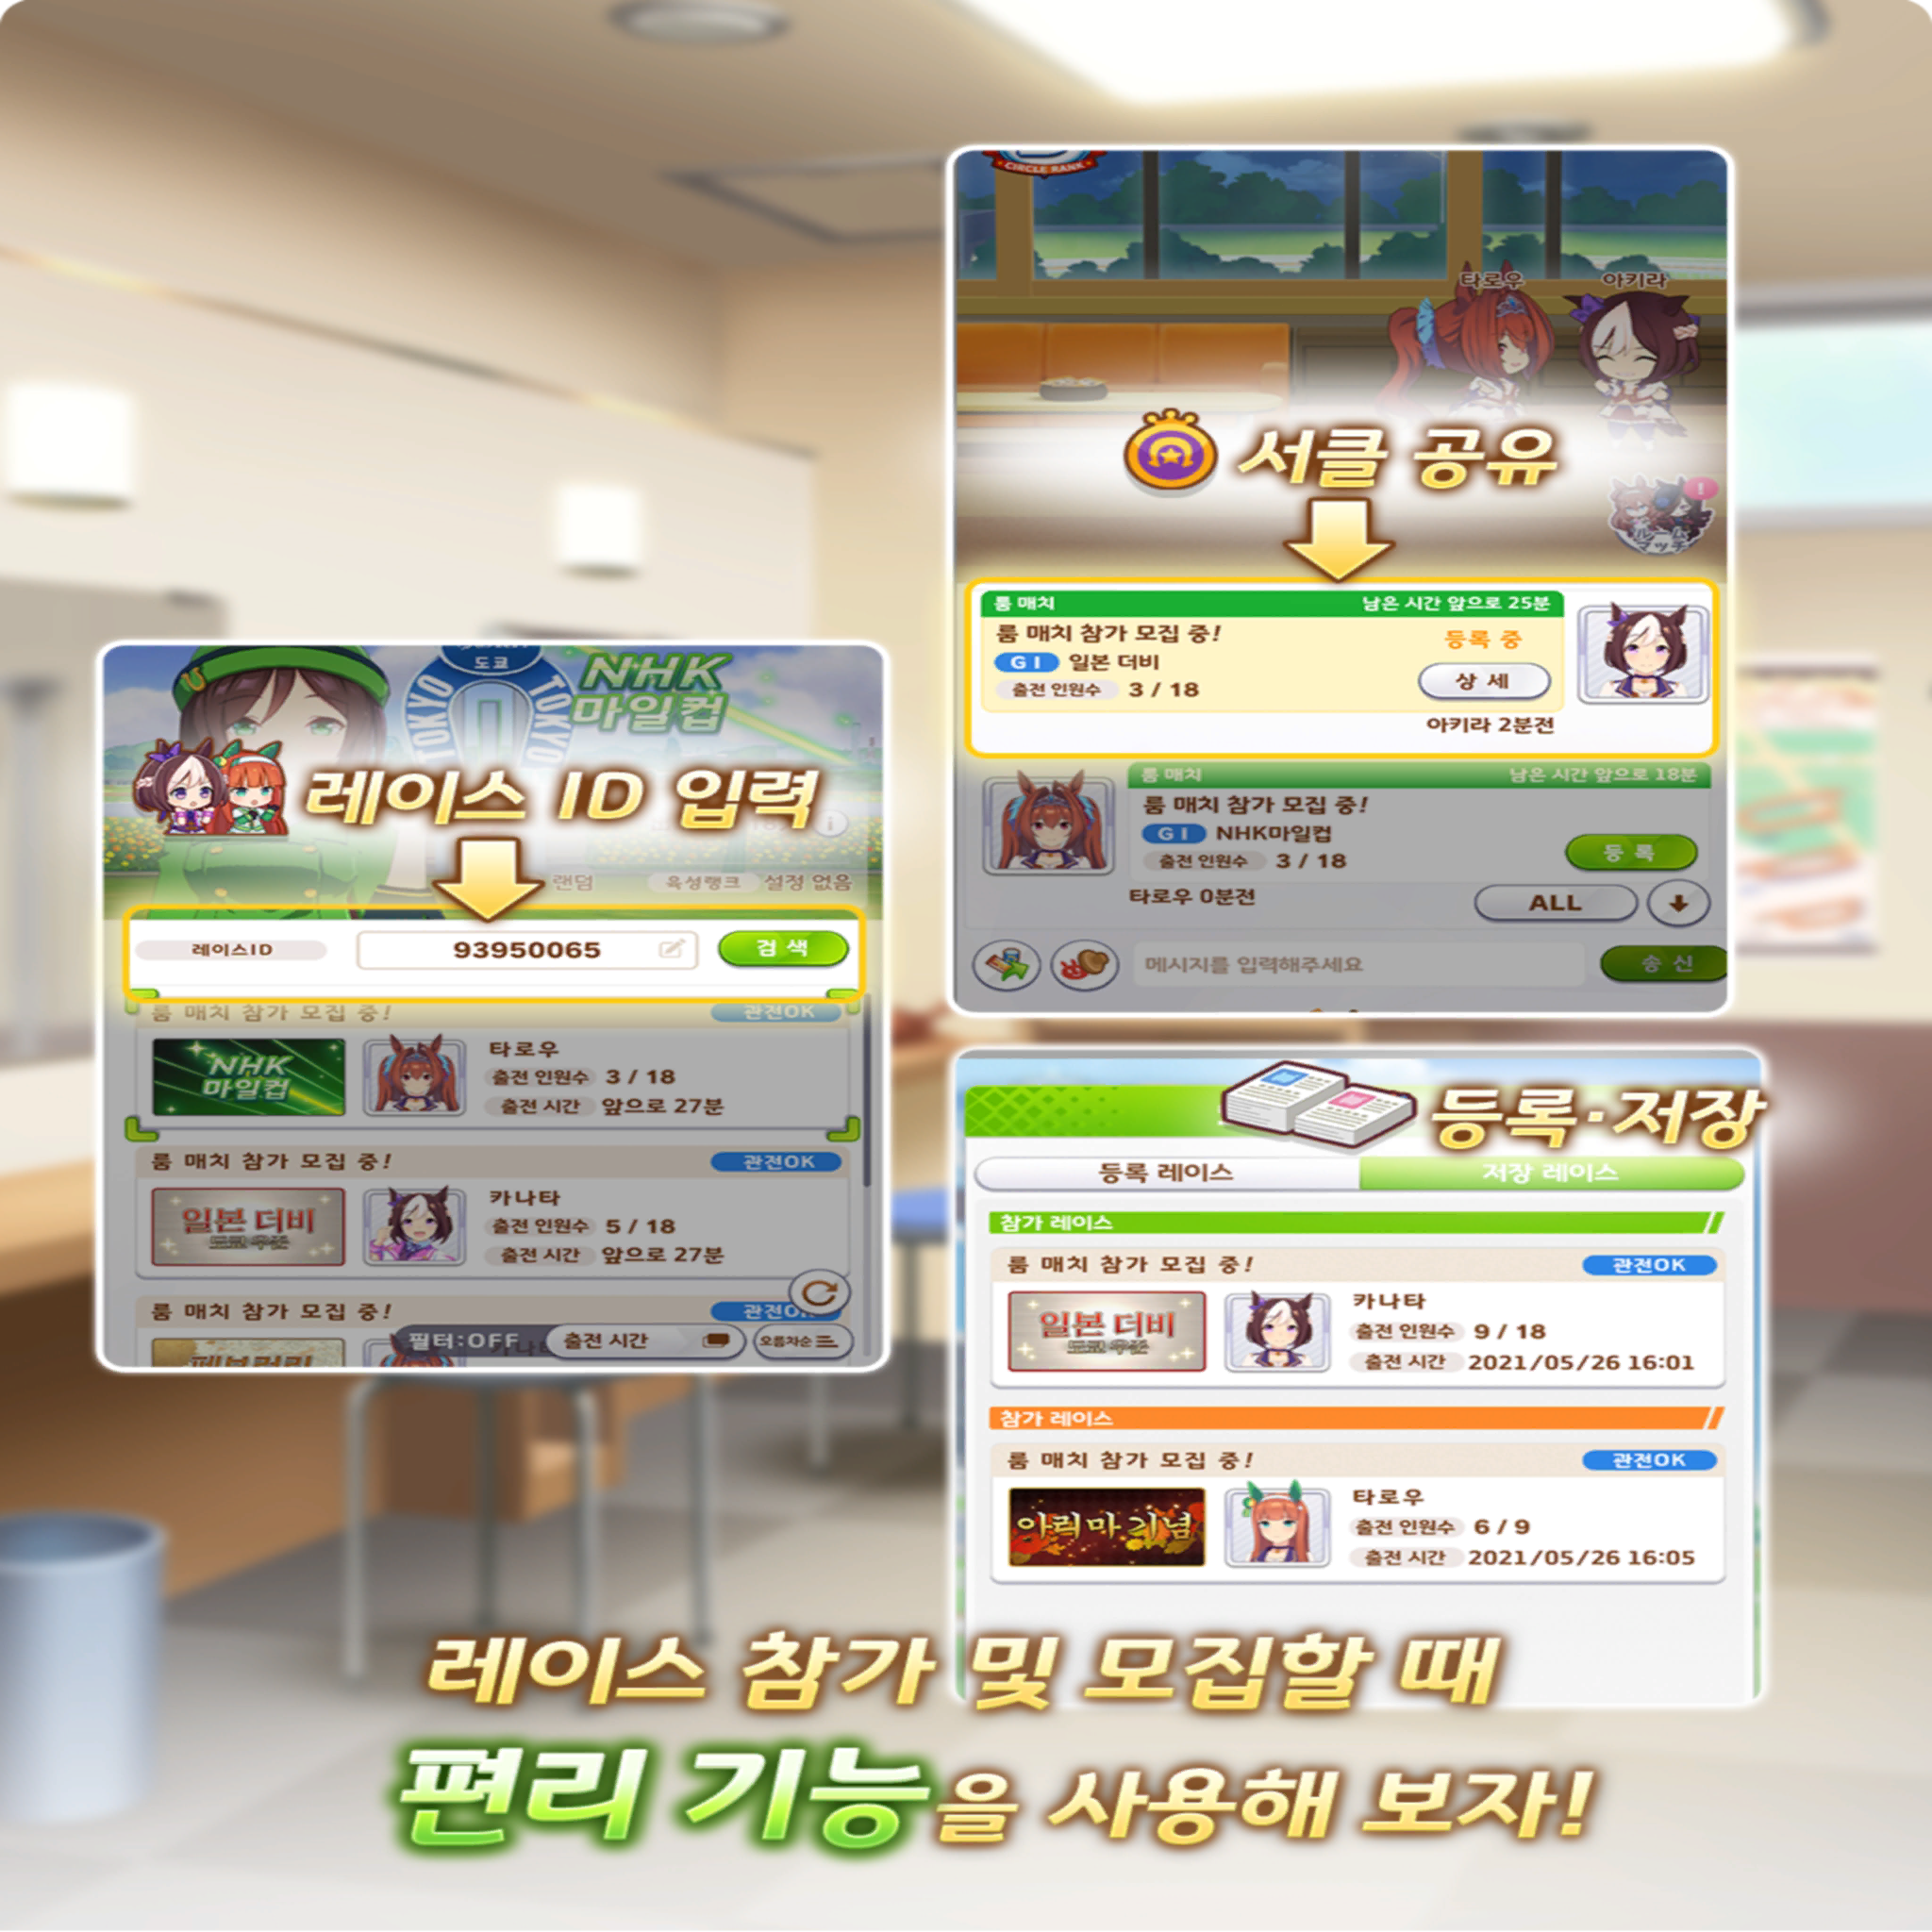 CIRCLE RANK
타로우
아키라
서클 공유
ルーム
マッチ
룸 매치
남은 시간 앞으로 25분
룸 매치 참가 모집 중!
등록 중
G I 일본 더비
출전 인원수 3 / 18
상 세
아키라 2분전
룸 매치
남은 시간 앞으로 18분
룸 매치 참가 모집 중!
G I NHK마일컵
출전 인원수 3 / 18
등 록
타로우 0분전
ALL
메시지를 입력해주세요
송 신
도쿄
TOKYO
TOKYO
NHK
마일컵
레이스 ID 입력
랜덤
육성랭크 설정 없음
레이스ID
93950065
검 색
룸 매치 참가 모집 중!
관전OK
NHK
마일컵
타로우
출전 인원수 3 / 18
출전 시간 앞으로 27분
룸 매치 참가 모집 중!
관전OK
일본 더비
카나타
출전 인원수 5 / 18
출전 시간 앞으로 27분
룸 매치 참가 모집 중!
필터:OFF
출전 시간
오름차순
등록·저장
등록 레이스
저장 레이스
참가 레이스
룸 매치 참가 모집 중!
관전OK
일본 더비
카나타
출전 인원수 9 / 18
출전 시간 2021/05/26 16:01
참가 레이스
룸 매치 참가 모집 중!
관전OK
아리마 기념
타로우
출전 인원수 6 / 9
출전 시간 2021/05/26 16:05
레이스 참가 및 모집할 때
편리 기능을 사용해 보자!